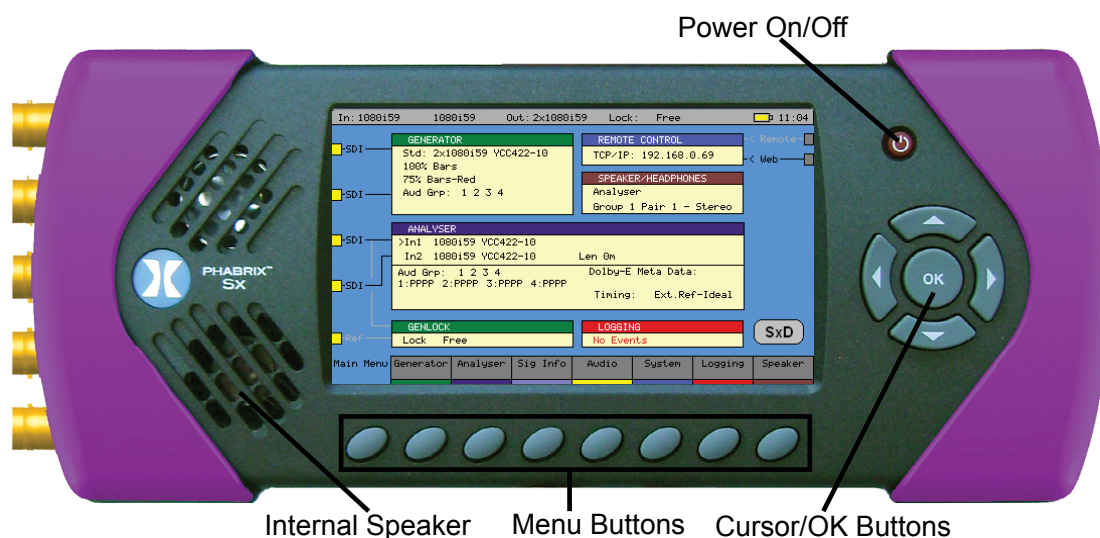 Power On/Off
In: 1080i59 1080i59 Out: 2x1080i59 Lock: Free 11:04
GENERATOR
Std: 2x1080i59 YCC422-10
100% Bars
75% Bars-Red
Aud Grp: 1 2 3 4
REMOTE CONTROL
TCP/IP: 192.168.0.69
< Remote
< Web
SPEAKER/HEADPHONES
Analyser
Group 1 Pair 1 - Stereo
SDI
SDI
SDI
SDI
Ref
ANALYSER
>In1 1080i59 YCC422-10
In2 1080i59 YCC422-10 Len 0m
Aud Grp: 1 2 3 4 Dolby-E Meta Data:
1:PPPP 2:PPPP 3:PPPP 4:PPPP
Timing: Ext.Ref-Ideal
GENLOCK
Lock Free
LOGGING
No Events
SxD
Main Menu Generator Analyser Sig Info Audio System Logging Speaker
PHABRIX™
SX
OK
Internal Speaker
Menu Buttons
Cursor/OK Buttons